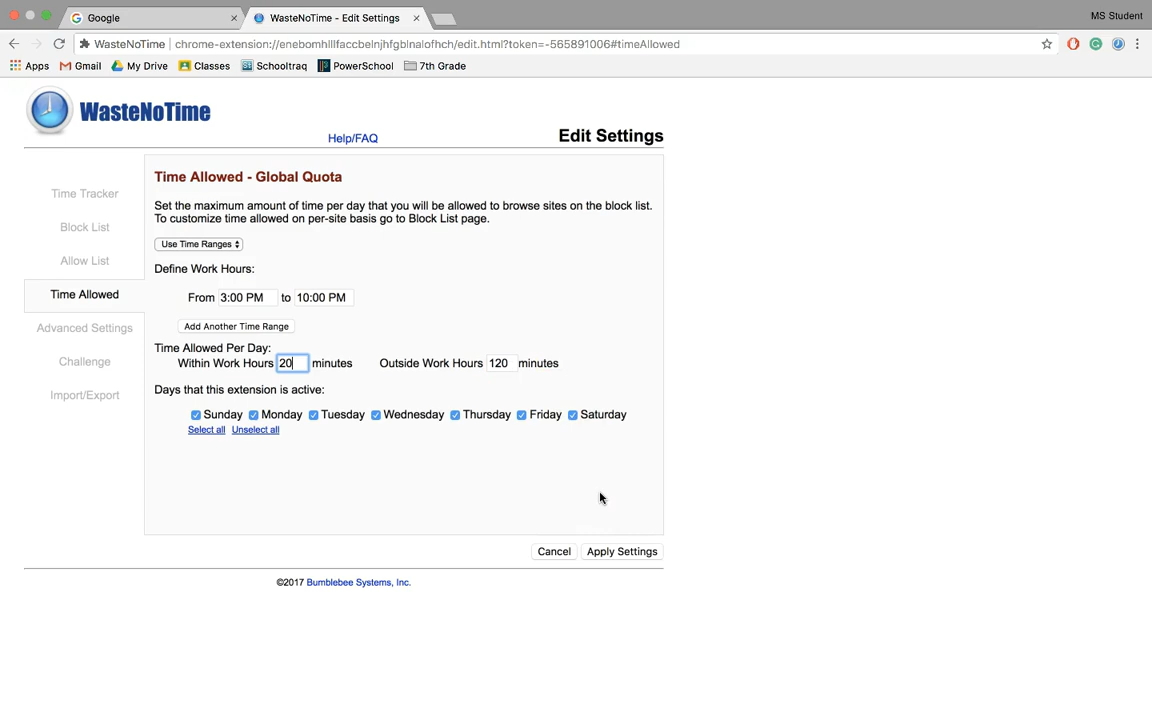 Google
WasteNoTime - Edit Settings
MS Student
WasteNoTime | chrome-extension://enebomhlllfaccbelnjhfgblnalofhch/edit.html?token=-565891006#timeAllowed
Apps Gmail My Drive Classes Schooltraq PowerSchool 7th Grade
WasteNoTime
Help/FAQ
Edit Settings
Time Tracker
Block List
Allow List
Time Allowed
Advanced Settings
Challenge
Import/Export
Time Allowed - Global Quota
Set the maximum amount of time per day that you will be allowed to browse sites on the block list.
To customize time allowed on per-site basis go to Block List page.
Use Time Ranges
Define Work Hours:
From 3:00 PM to 10:00 PM
Add Another Time Range
Time Allowed Per Day:
Within Work Hours 20 minutes Outside Work Hours 120 minutes
Days that this extension is active:
Sunday Monday Tuesday Wednesday Thursday Friday Saturday
Select all Unselect all
Cancel Apply Settings
©2017 Bumblebee Systems, Inc.